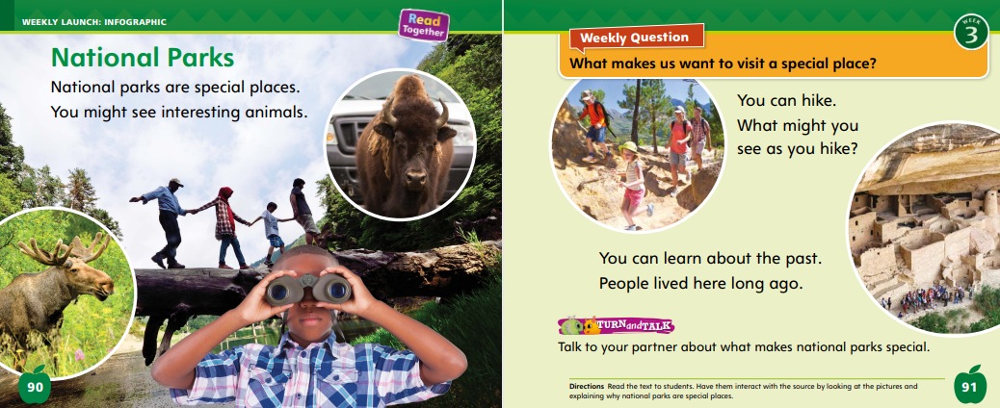 WEEKLY LAUNCH: INFOGRAPHIC
Read
Together
National Parks
National parks are special places.
You might see interesting animals.
90
WEEK
3
Weekly Question
What makes us want to visit a special place?
You can hike.
What might you
see as you hike?
You can learn about the past.
People lived here long ago.
TURNandTALK
Talk to your partner about what makes national parks special.
Directions Read the text to students. Have them interact with the source by looking at the pictures and
explaining why national parks are special places.
91